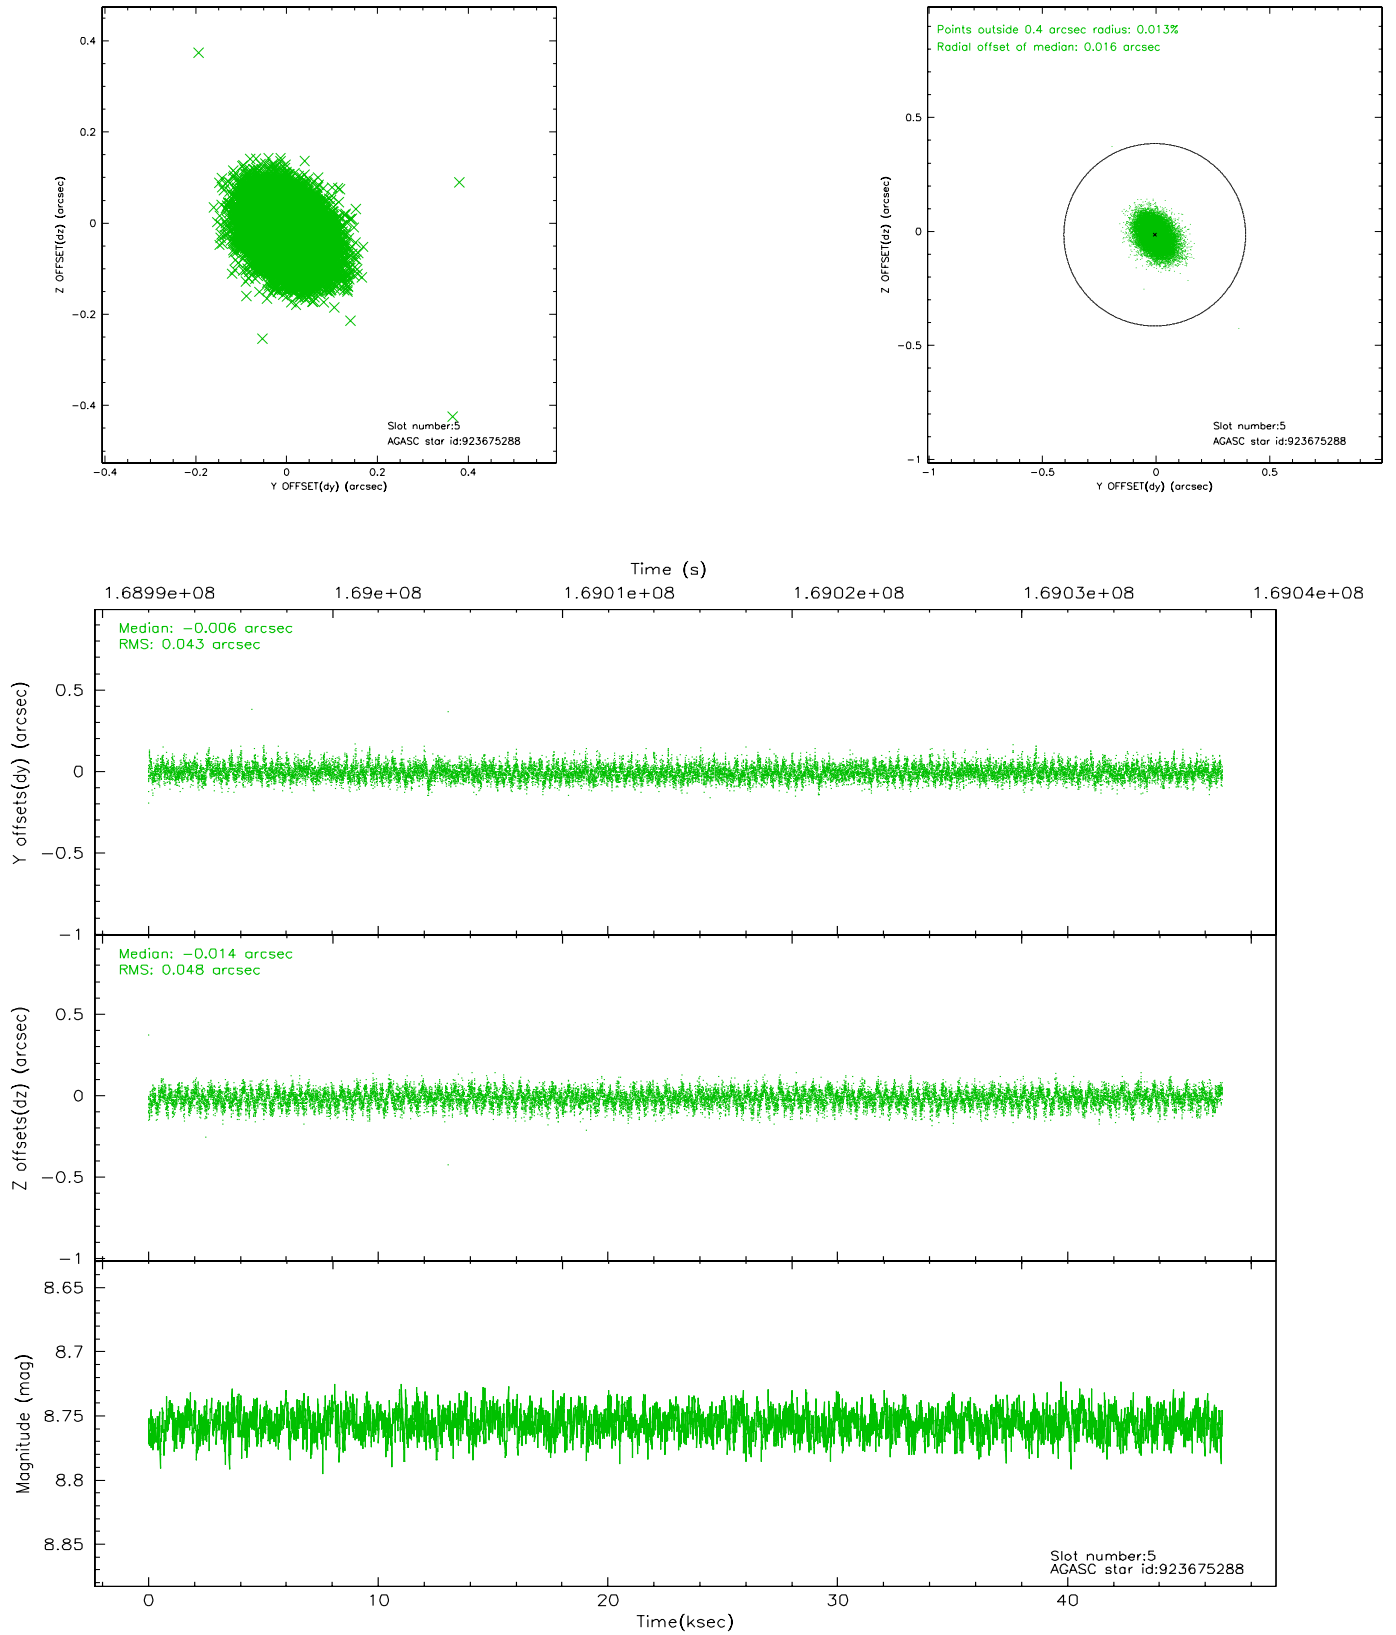 0.4
0.2
0
−0.2
−0.4
Z OFFSET(dz) (arcsec)
Slot number:5
AGASC star id:923675288
−0.4
−0.2
0
0.2
0.4
Y OFFSET(dy) (arcsec)
Points outside 0.4 arcsec radius: 0.013%
Radial offset of median: 0.016 arcsec
0.5
0
−0.5
−1
Z OFFSET(dz) (arcsec)
Slot number:5
AGASC star id:923675288
−1
−0.5
0
0.5
Y OFFSET(dy) (arcsec)
Time (s)
1.6899e+08
1.69e+08
1.6901e+08
1.6902e+08
1.6903e+08
1.6904e+08
Median: −0.006 arcsec
RMS: 0.043 arcsec
0.5
0
−0.5
−1
Y offsets(dy) (arcsec)
Median: −0.014 arcsec
RMS: 0.048 arcsec
0.5
0
−0.5
−1
Z offsets(dz) (arcsec)
8.65
8.7
8.75
8.8
8.85
Magnitude (mag)
Slot number:5
AGASC star id:923675288
0
10
20
30
40
Time(ksec)